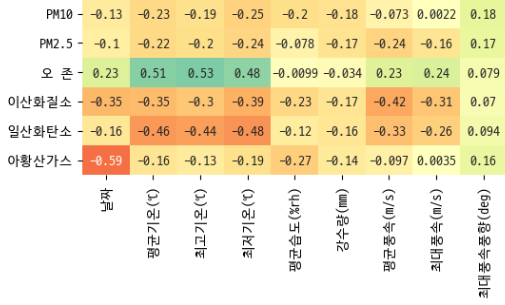 PM10 -0.13 -0.23 -0.19 -0.25 -0.2 -0.18 -0.073 0.0022 0.18
PM2.5 -0.1 -0.22 -0.2 -0.24 -0.078 -0.17 -0.24 -0.16 0.17
오 존 0.23 0.51 0.53 0.48 -0.0099 -0.034 0.23 0.24 0.079
이산화질소 -0.35 -0.35 -0.3 -0.39 -0.23 -0.17 -0.42 -0.31 0.07
일산화탄소 -0.16 -0.46 -0.44 -0.48 -0.12 -0.16 -0.33 -0.26 0.094
아황산가스 -0.59 -0.16 -0.13 -0.19 -0.27 -0.14 -0.097 0.0035 0.16
날짜
평균기온(℃)
최고기온(℃)
최저기온(℃)
평균습도(%rh)
강수량(mm)
평균풍속(m/s)
최대풍속(m/s)
최대풍속풍향(deg)